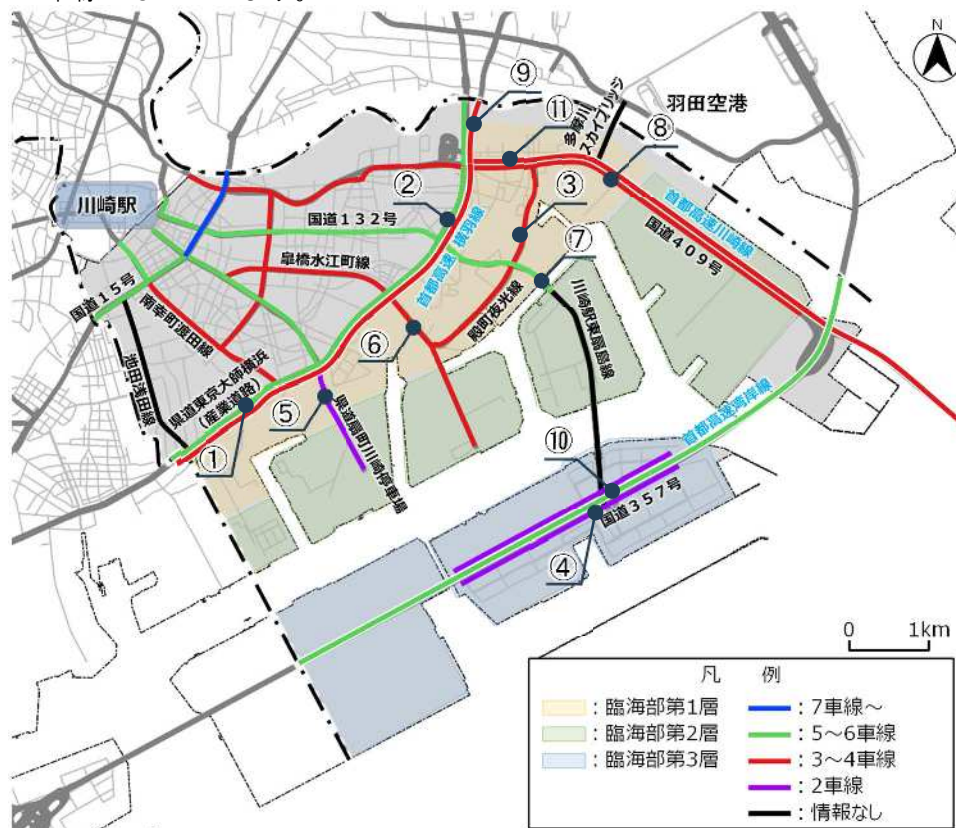 N
羽田空港
多摩川
スカイブリッジ
⑨
⑪
⑧
②
③
川崎駅
国道132号
首都高速 横羽線
首都高速川崎線
国道409号
⑦
皐橋水江町線
国道15号
南幸町渡田線
殿町夜光線
川崎駅東扇島線
⑥
池田浅田線
県道東京大師横浜
(産業道路)
⑤
県道扇町川崎停車場
首都高速湾岸線
①
⑩
国道357号
④
0 1km
凡 例
:臨海部第1層
:7車線~
:臨海部第2層
:5~6車線
:臨海部第3層
:3~4車線
:2車線
:情報なし